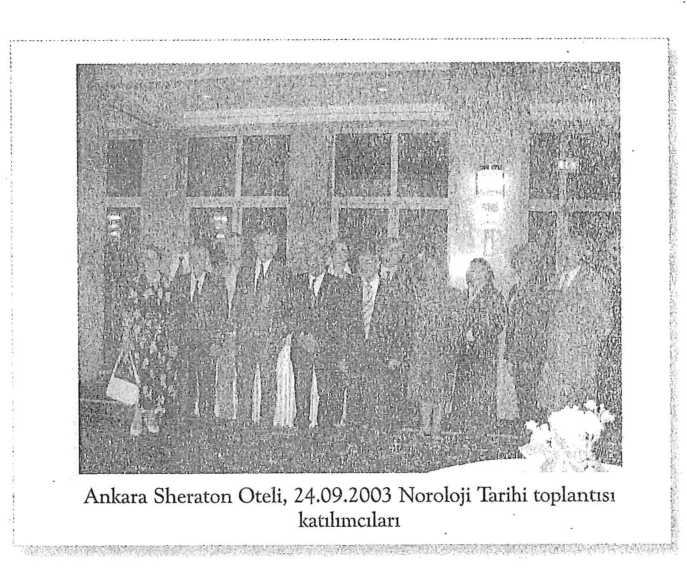 Ankara Sheraton Oteli, 24.09.2003 Noroloji Tarihi toplantısı
katılımcıları